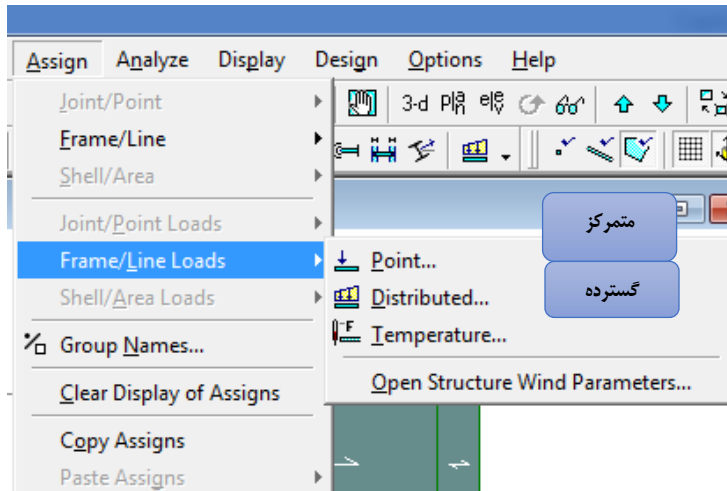 Assign Analyze Display Design Options Help
Joint/Point
3-d
Frame/Line
Shell/Area
Joint/Point Loads
متمرکز
Frame/Line Loads
Point...
Shell/Area Loads
Distributed...
گسترده
Temperature...
Group Names...
Open Structure Wind Parameters...
Clear Display of Assigns
Copy Assigns
Paste Assigns